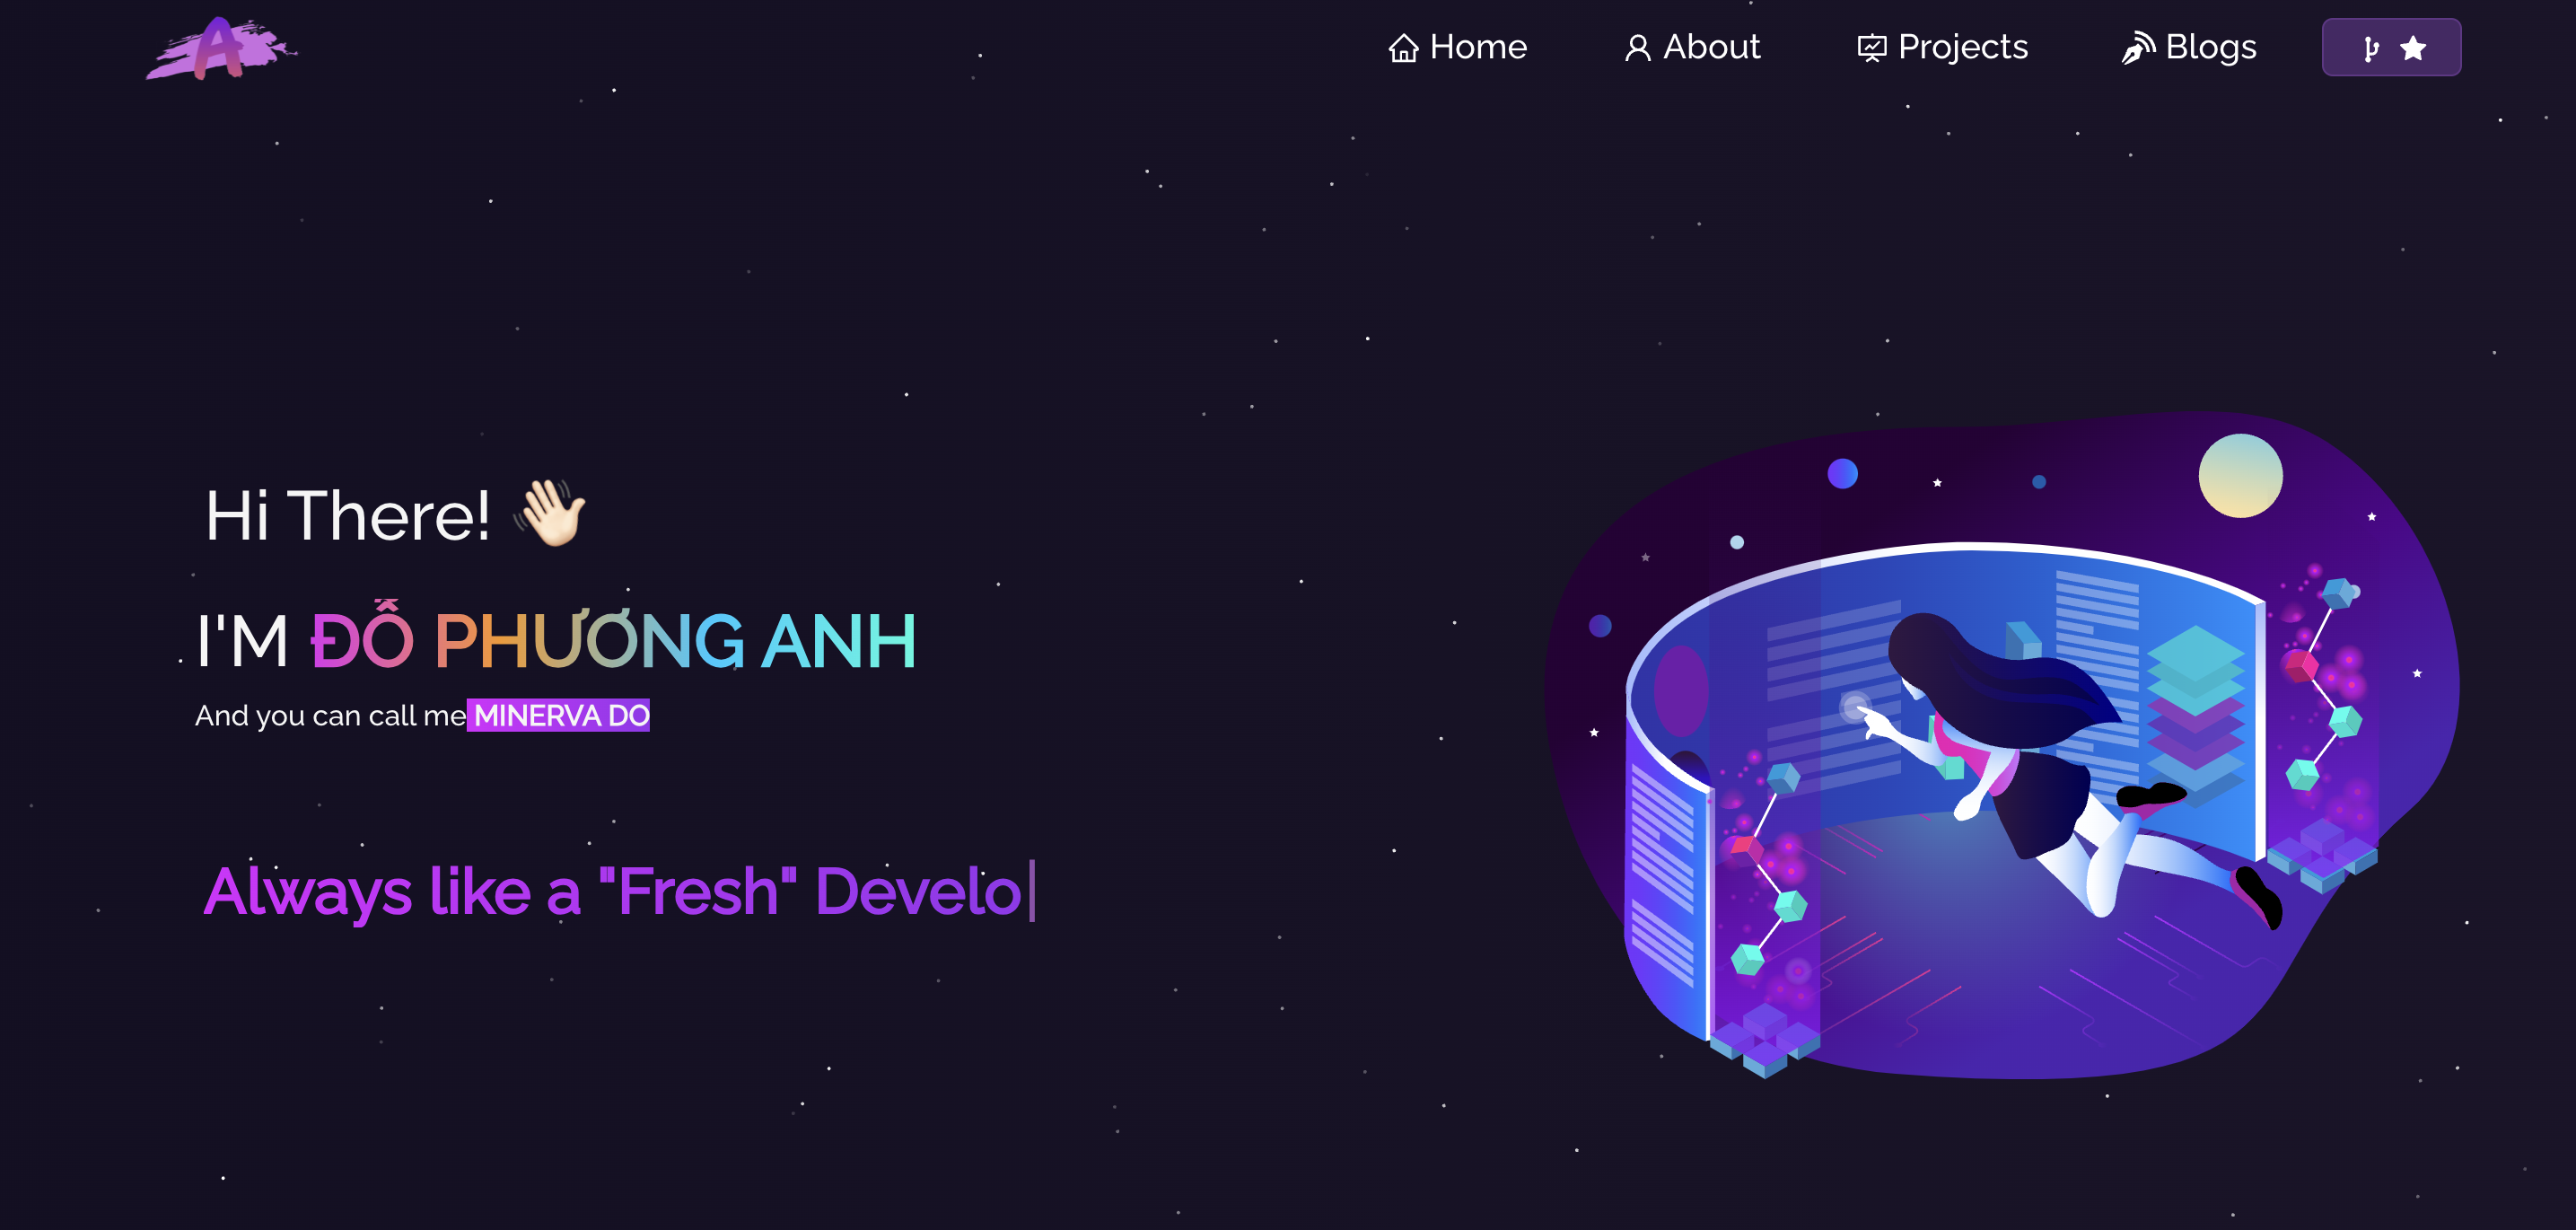 A
Home About Projects Blogs
Hi There! 👋🏻
I'M ĐỖ PHƯƠNG ANH
And you can call me MINERVA DO
Always like a "Fresh" Develo